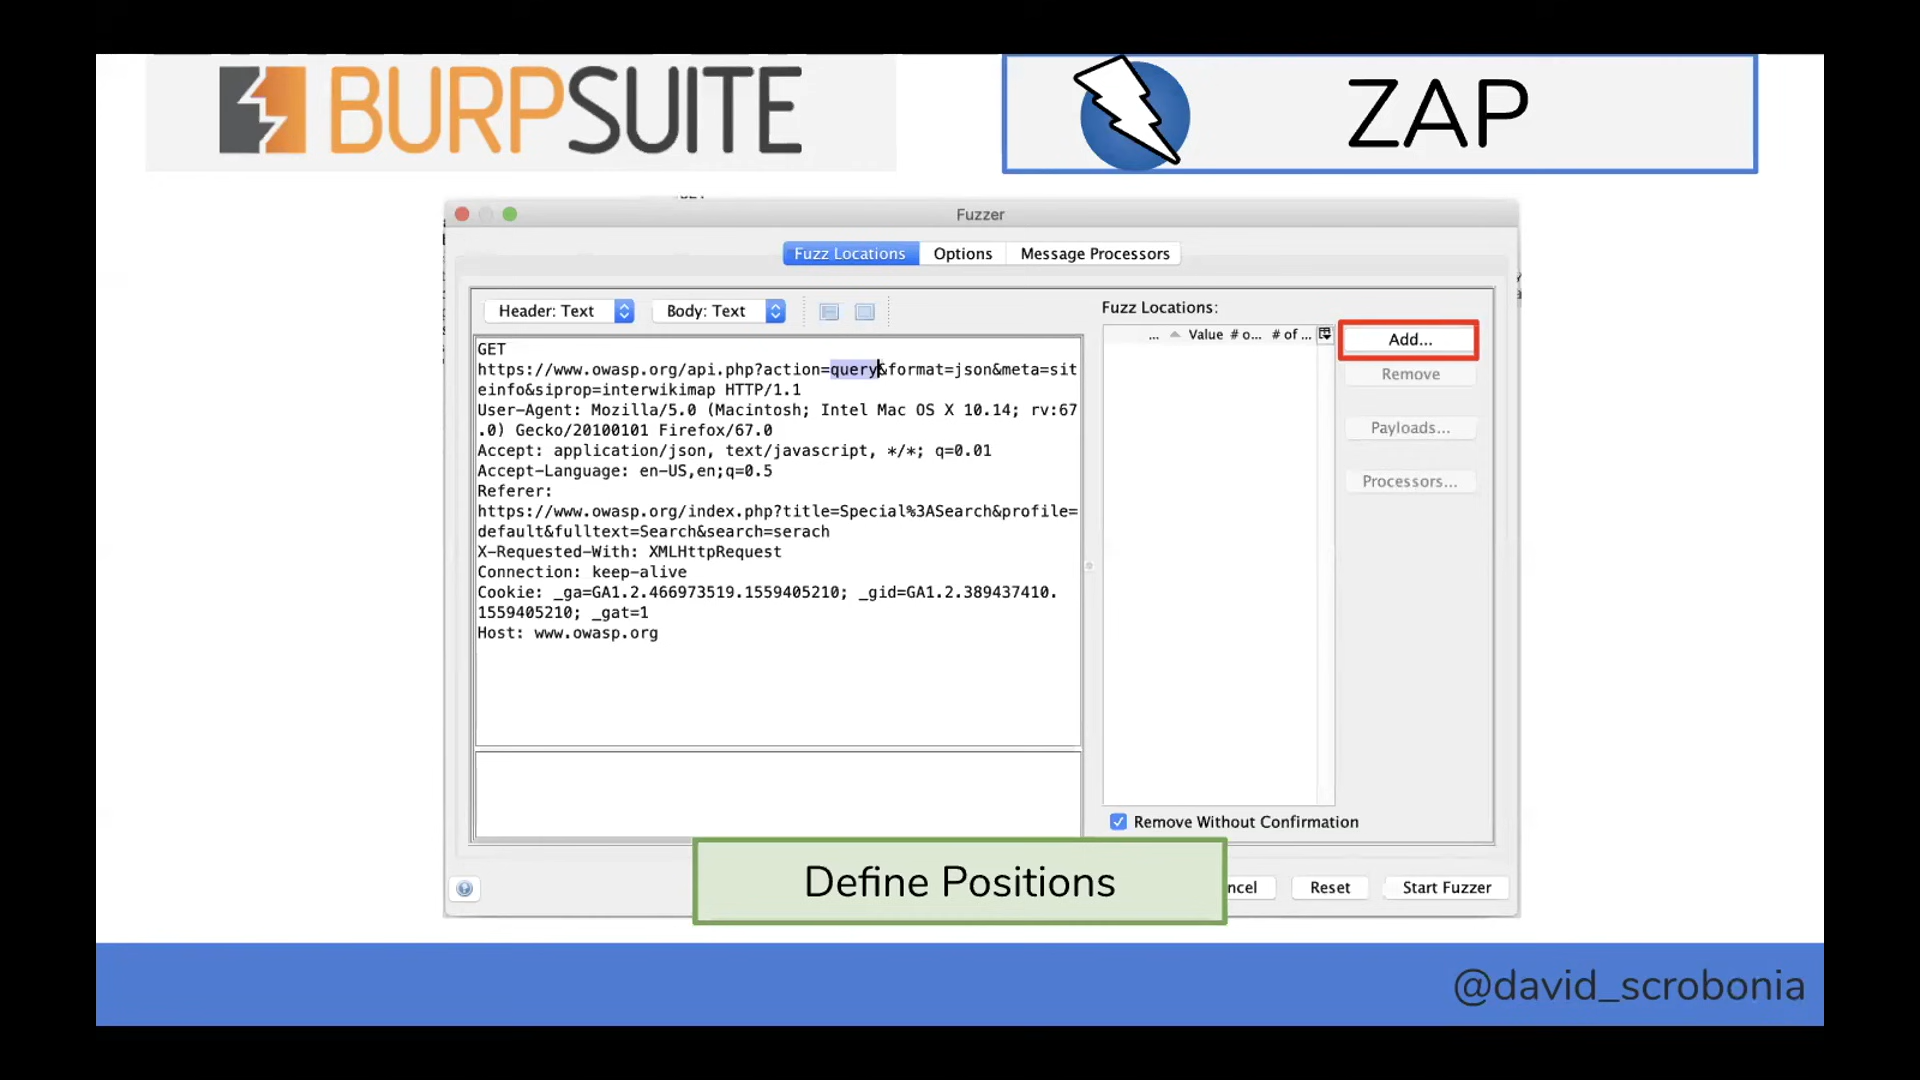 BURPSUITE
ZAP
Fuzzer
Fuzz Locations Options Message Processors
Header: Text Body: Text
Fuzz Locations:
... Value # o... # of ...
Add...
Remove
Payloads...
Processors...
GET
https://www.owasp.org/api.php?action=query&format=json&meta=sit
einfo&siprop=interwikimap HTTP/1.1
User-Agent: Mozilla/5.0 (Macintosh; Intel Mac OS X 10.14; rv:67
.0) Gecko/20100101 Firefox/67.0
Accept: application/json, text/javascript, */*; q=0.01
Accept-Language: en-US,en;q=0.5
Referer:
https://www.owasp.org/index.php?title=Special%3ASearch&profile=
default&fulltext=Search&search=serach
X-Requested-With: XMLHttpRequest
Connection: keep-alive
Cookie: _ga=GA1.2.466973519.1559405210; _gid=GA1.2.389437410.
1559405210; _gat=1
Host: www.owasp.org
Remove Without Confirmation
Define Positions
ncel Reset Start Fuzzer
@david_scrobonia